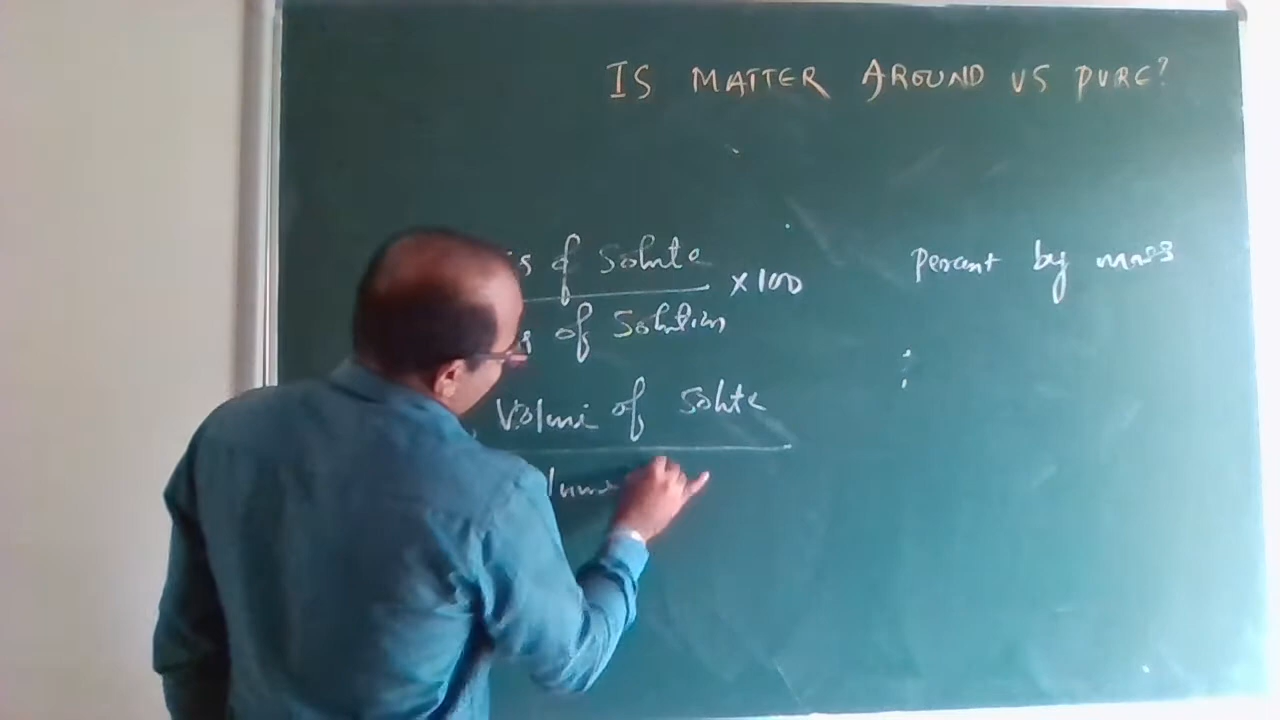 IS MATTER AROUND US PURE?
of Solute
× 100
Percent by mass
of Solution
Volume of Solute